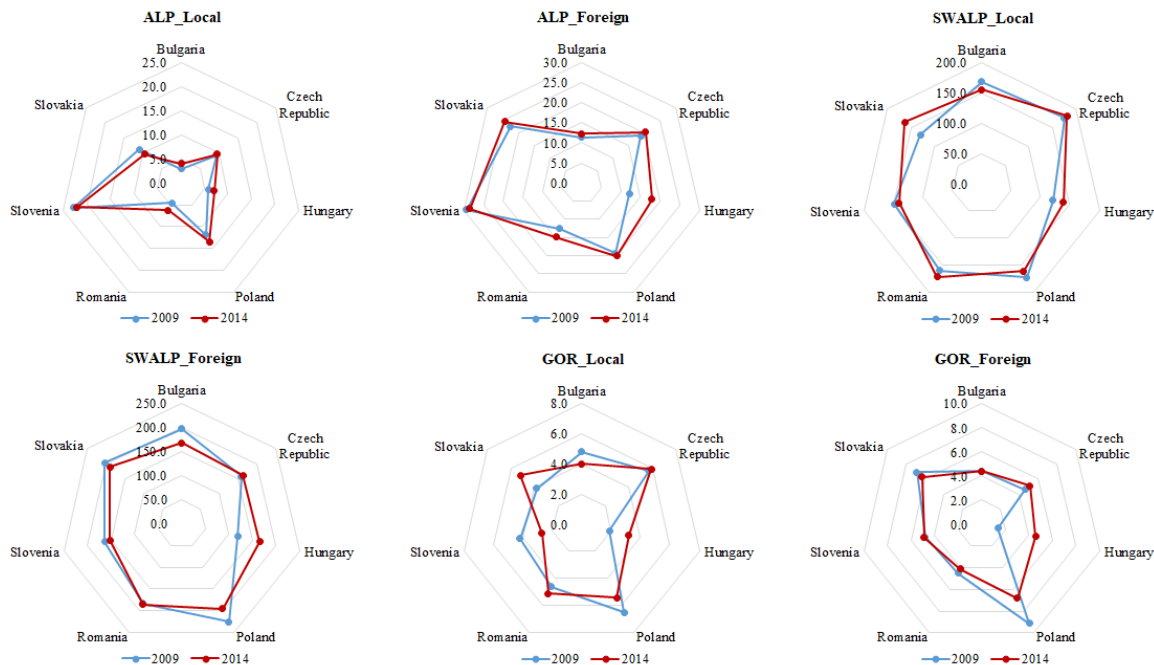 ALP_Local
Bulgaria
25.0
20.0
15.0
10.0
5.0
0.0
Czech
Republic
Hungary
Poland
Romania
Slovenia
Slovakia
2009 2014
ALP_Foreign
Bulgaria
30.0
25.0
20.0
15.0
10.0
5.0
0.0
Czech
Republic
Hungary
Poland
Romania
Slovenia
Slovakia
2009 2014
SWALP_Local
Bulgaria
200.0
150.0
100.0
50.0
0.0
Czech
Republic
Hungary
Poland
Romania
Slovenia
Slovakia
2009 2014
SWALP_Foreign
Bulgaria
250.0
200.0
150.0
100.0
50.0
0.0
Czech
Republic
Hungary
Poland
Romania
Slovenia
Slovakia
2009 2014
GOR_Local
Bulgaria
8.0
6.0
4.0
2.0
0.0
Czech
Republic
Hungary
Poland
Romania
Slovenia
Slovakia
2009 2014
GOR_Foreign
Bulgaria
10.0
8.0
6.0
4.0
2.0
0.0
Czech
Republic
Hungary
Poland
Romania
Slovenia
Slovakia
2009 2014